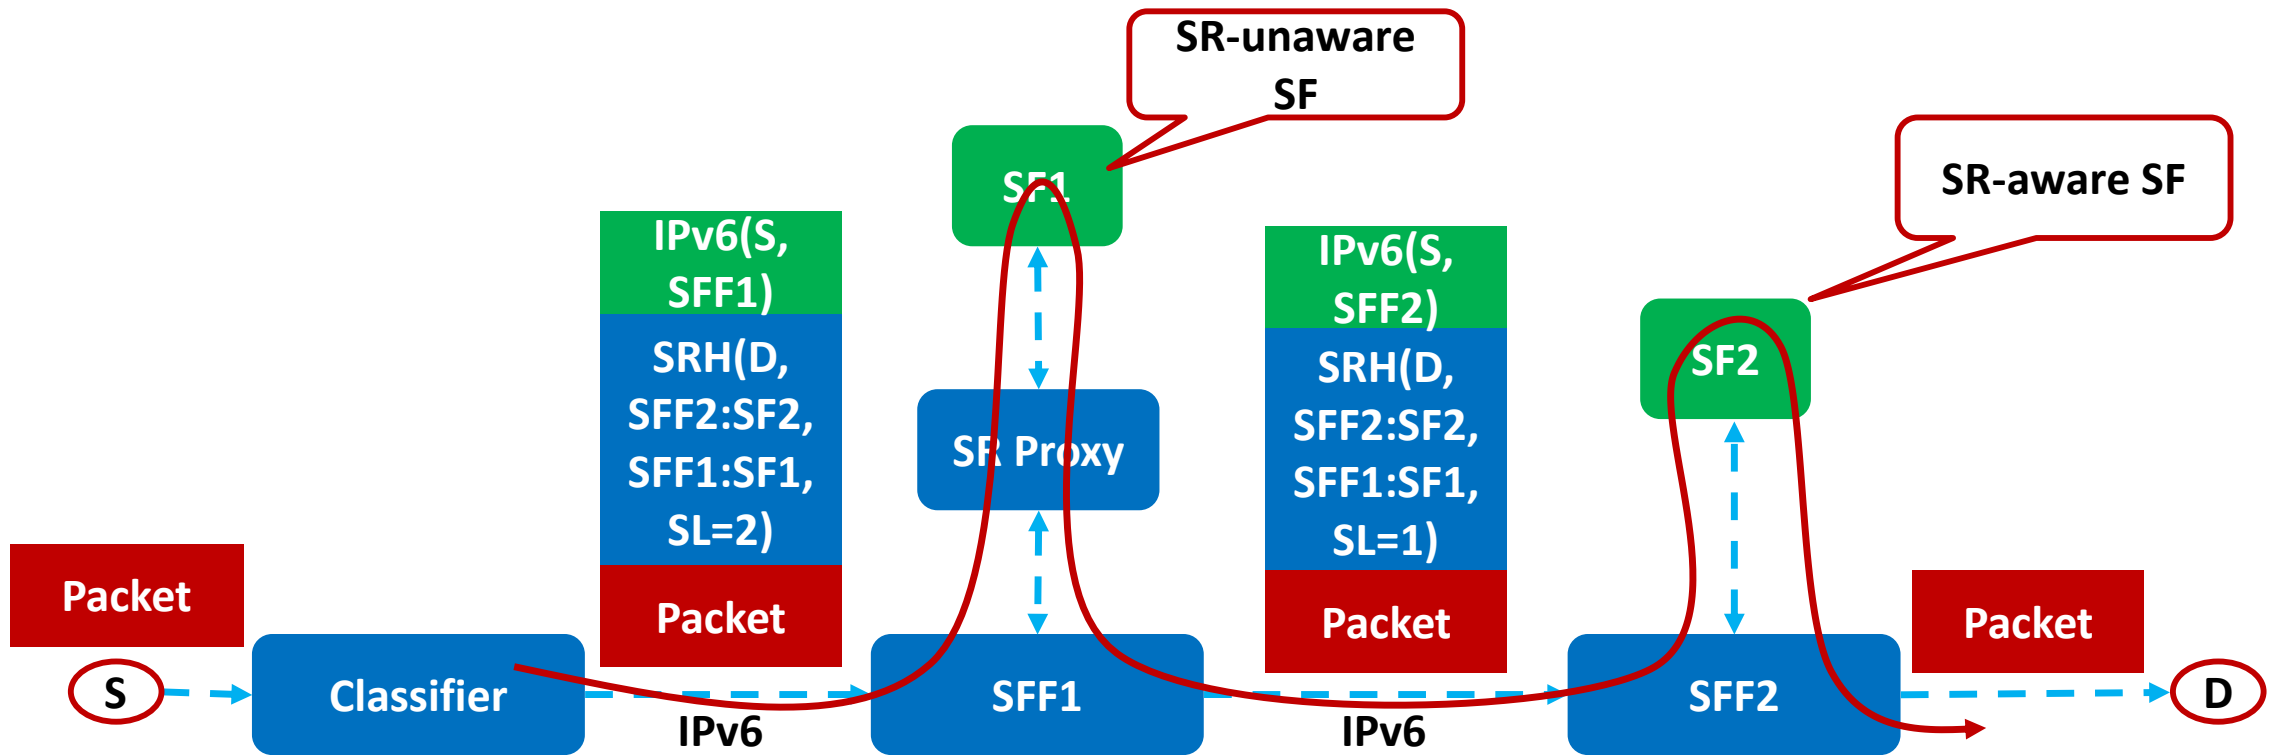 SR-unaware
SF
SR-aware SF
SF1
IPv6(S,
SFF1)
SRH(D,
SFF2:SF2,
SFF1:SF1,
SL=2)
Packet
IPv6(S,
SFF2)
SRH(D,
SFF2:SF2,
SFF1:SF1,
SL=1)
Packet
SF2
SR Proxy
Packet
Packet
S
Classifier
IPv6
SFF1
IPv6
SFF2
D